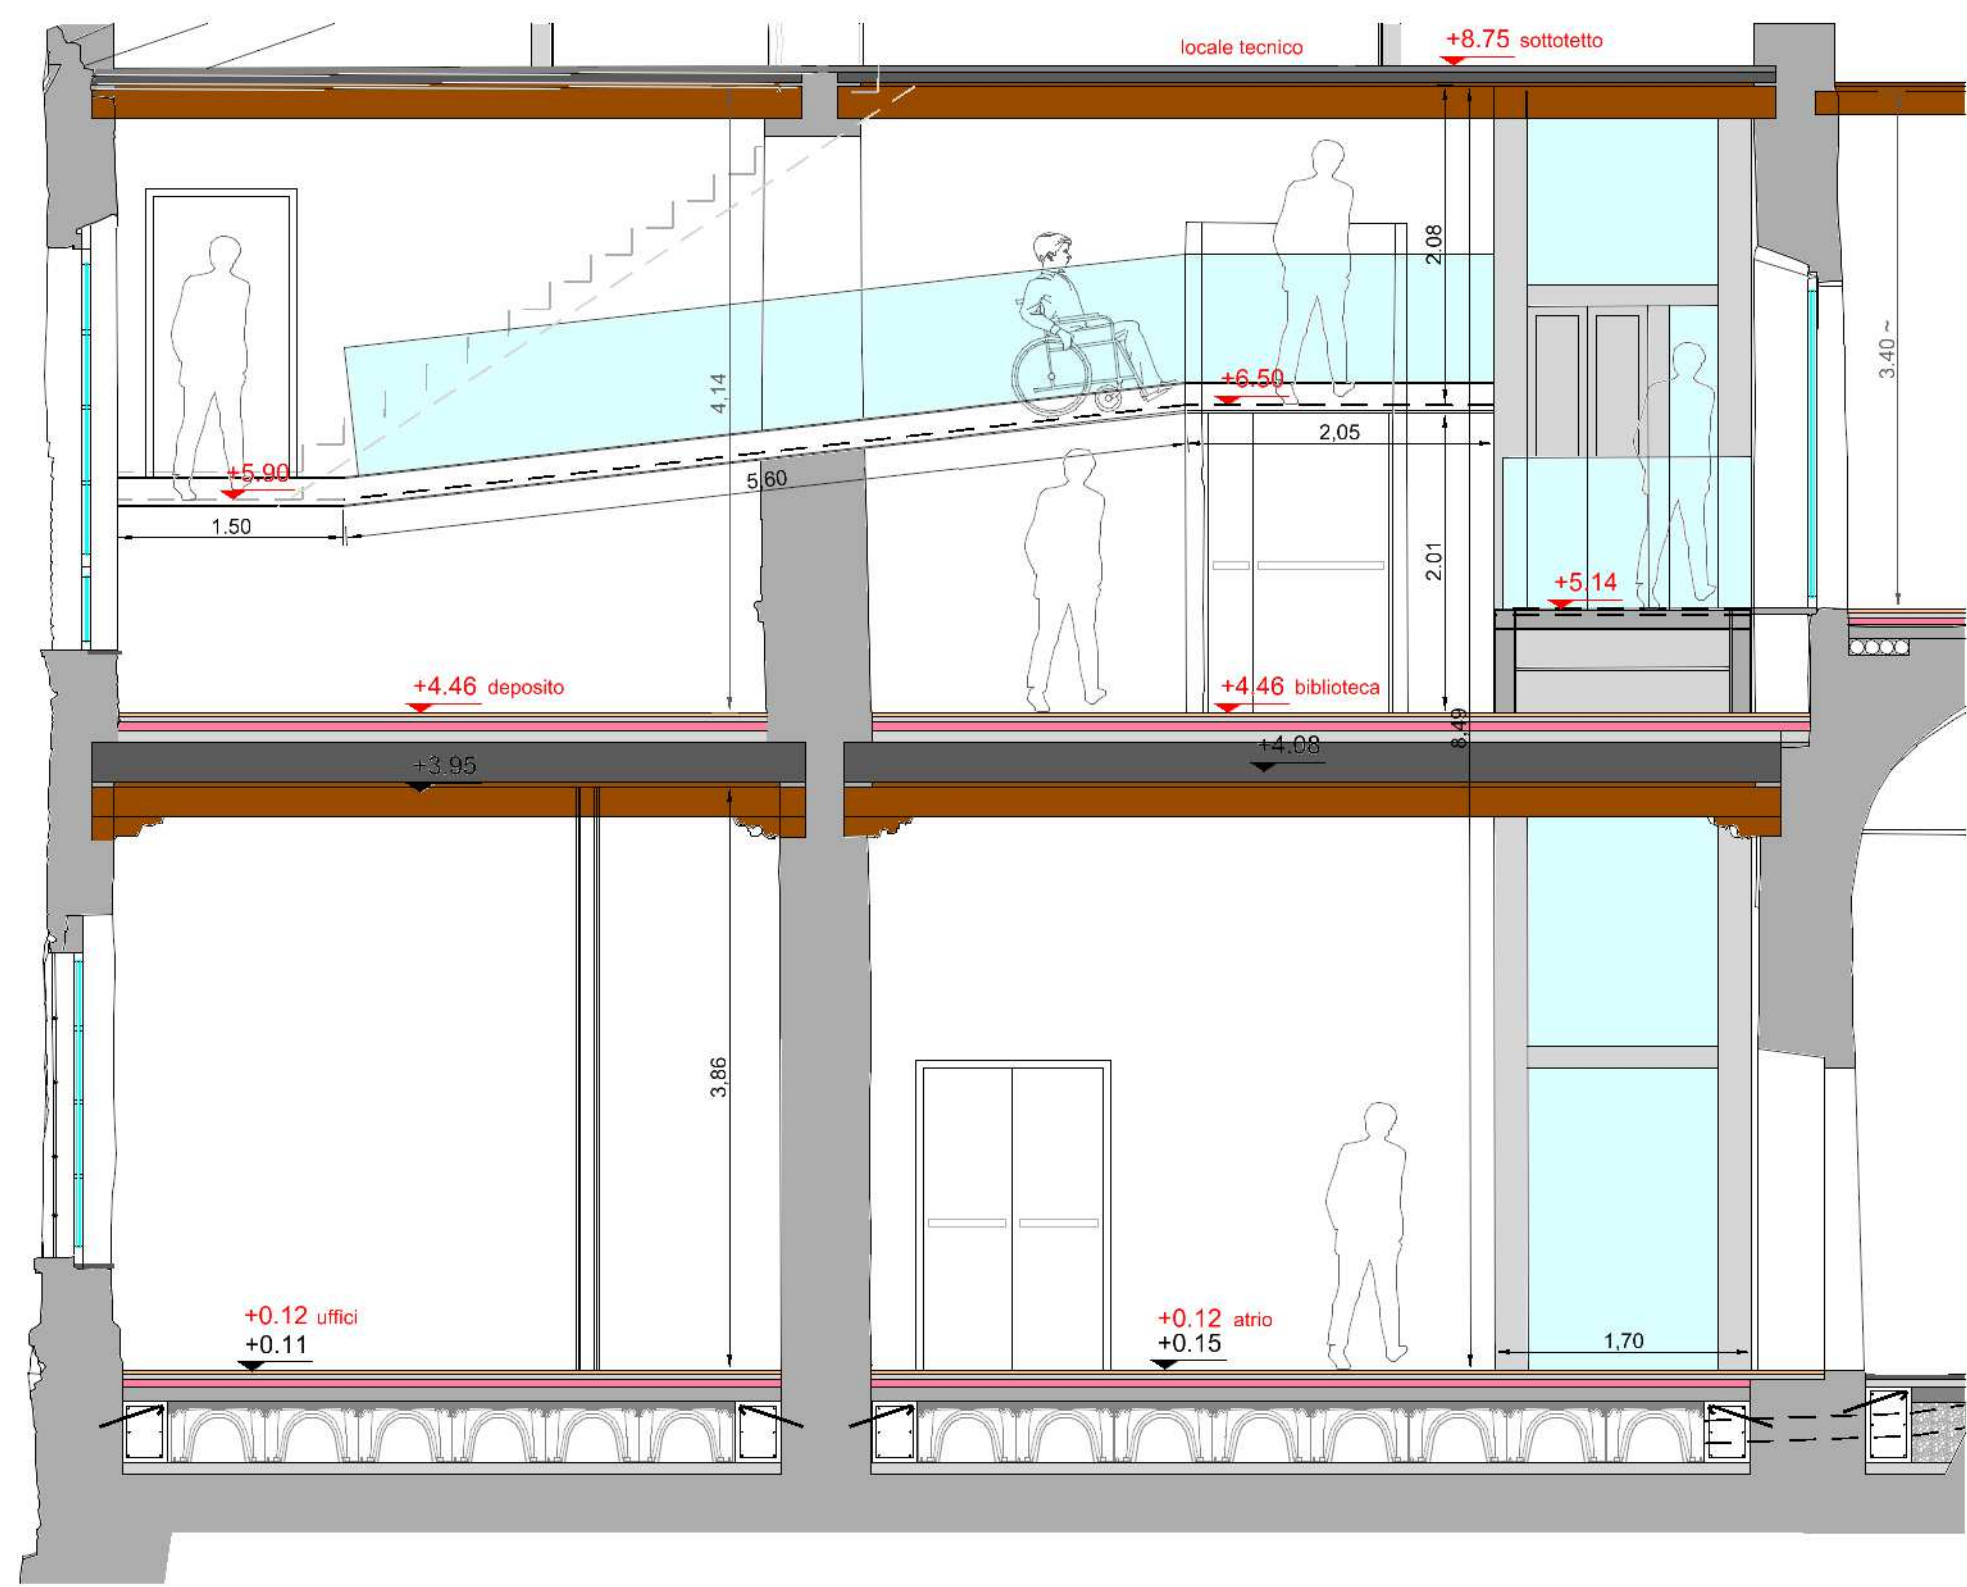 +8.75 sottotetto
locale tecnico
2.08
3.40 ~
4,14
+6.50
2,05
+5.90
5,60
1.50
2.01
+5.14
+4.46 deposito
+4.46 biblioteca
8,49
+4.08
+3.95
3,86
+0.12 uffici
+0.11
+0.12 atrio
+0.15
1,70